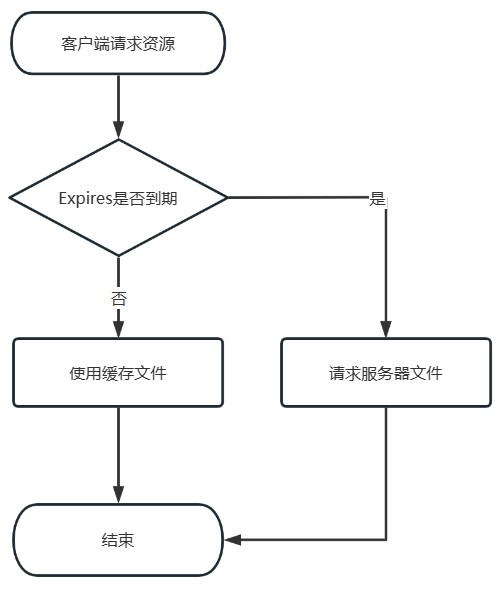 客户端请求资源
Expires是否到期
是
否
使用缓存文件
请求服务器文件
结束